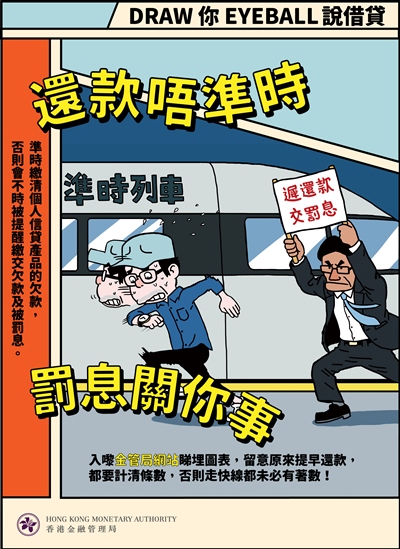 DRAW 你 EYEBALL 說借貸
還款唔準時
準時繳清個人信貸產品的欠款，
否則會不時被提醒繳交欠款及被罰息。
準時列車
遲還款
交罰息
罰息關你事
入嚟金管局網站睇埋圖表，留意原來提早還款，
都要計清條數，否則走快線都未必有著數！
HONG KONG MONETARY AUTHORITY
香港金融管理局